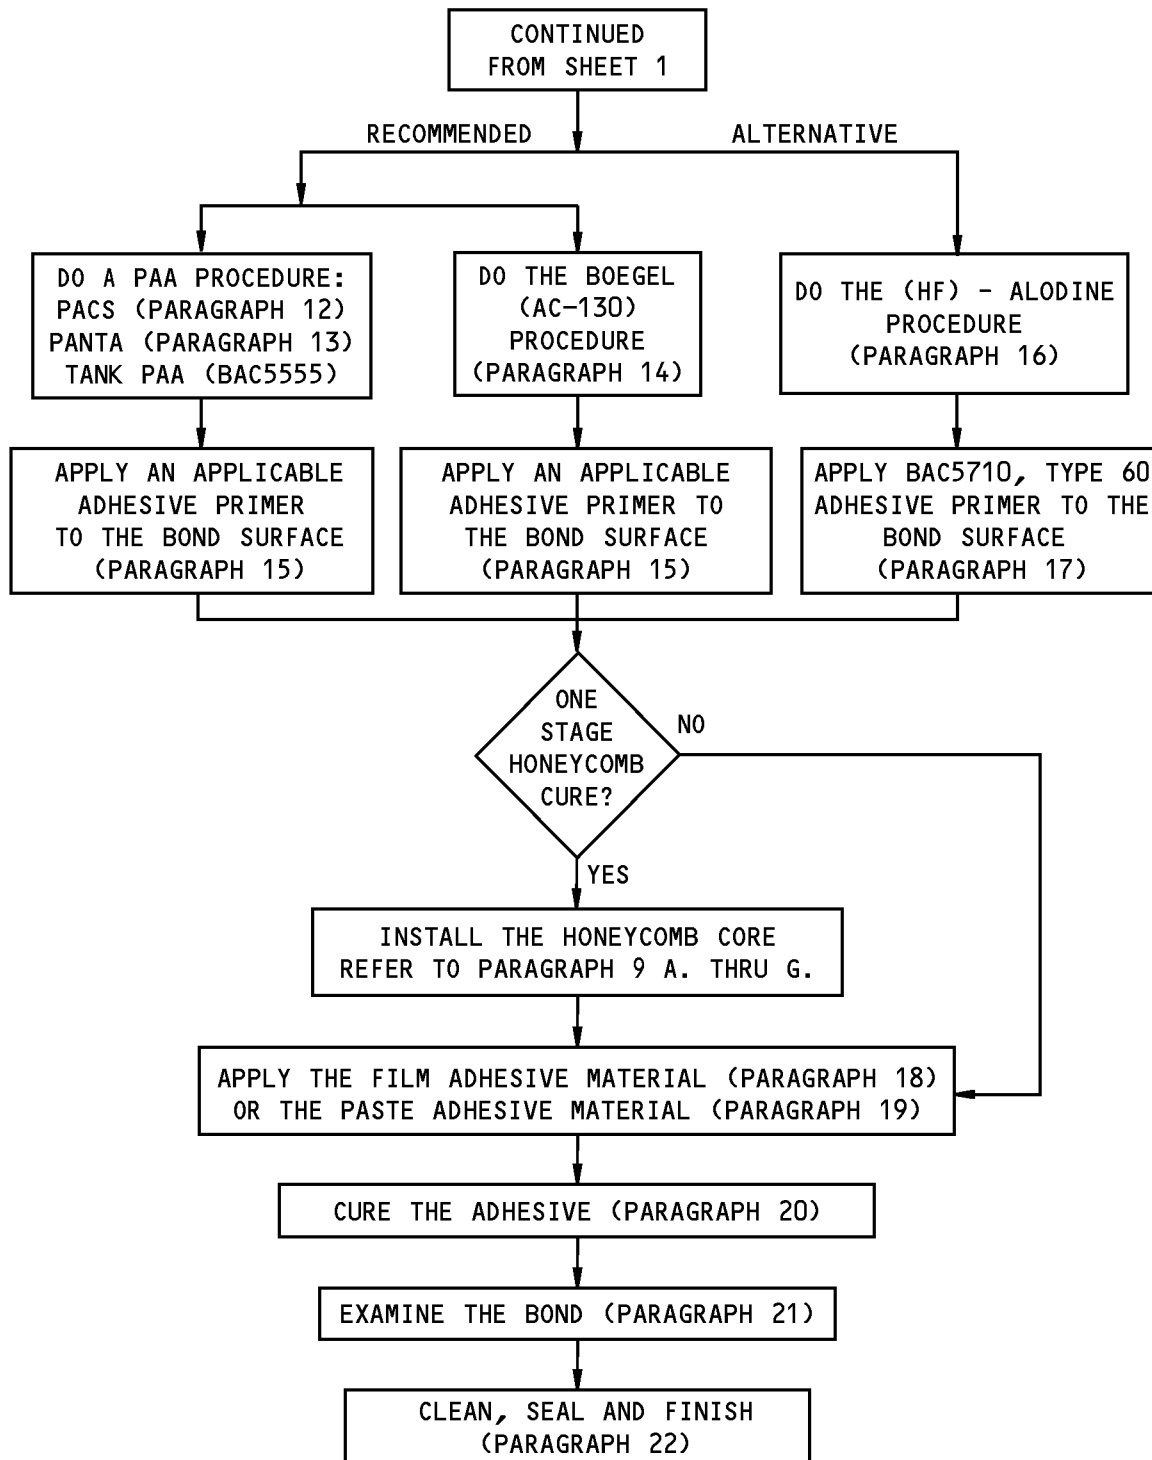 CONTINUED
FROM SHEET 1
RECOMMENDED
ALTERNATIVE
DO A PAA PROCEDURE:
PACS (PARAGRAPH 12)
PANTA (PARAGRAPH 13)
TANK PAA (BAC5555)
DO THE BOEGEL
(AC-130)
PROCEDURE
(PARAGRAPH 14)
DO THE (HF) - ALODINE
PROCEDURE
(PARAGRAPH 16)
APPLY AN APPLICABLE
ADHESIVE PRIMER
TO THE BOND SURFACE
(PARAGRAPH 15)
APPLY AN APPLICABLE
ADHESIVE PRIMER TO
THE BOND SURFACE
(PARAGRAPH 15)
APPLY BAC5710, TYPE 60
ADHESIVE PRIMER TO THE
BOND SURFACE
(PARAGRAPH 17)
ONE
STAGE
HONEYCOMB
CURE?
NO
YES
INSTALL THE HONEYCOMB CORE
REFER TO PARAGRAPH 9 A. THRU G.
APPLY THE FILM ADHESIVE MATERIAL (PARAGRAPH 18)
OR THE PASTE ADHESIVE MATERIAL (PARAGRAPH 19)
CURE THE ADHESIVE (PARAGRAPH 20)
EXAMINE THE BOND (PARAGRAPH 21)
CLEAN, SEAL AND FINISH
(PARAGRAPH 22)